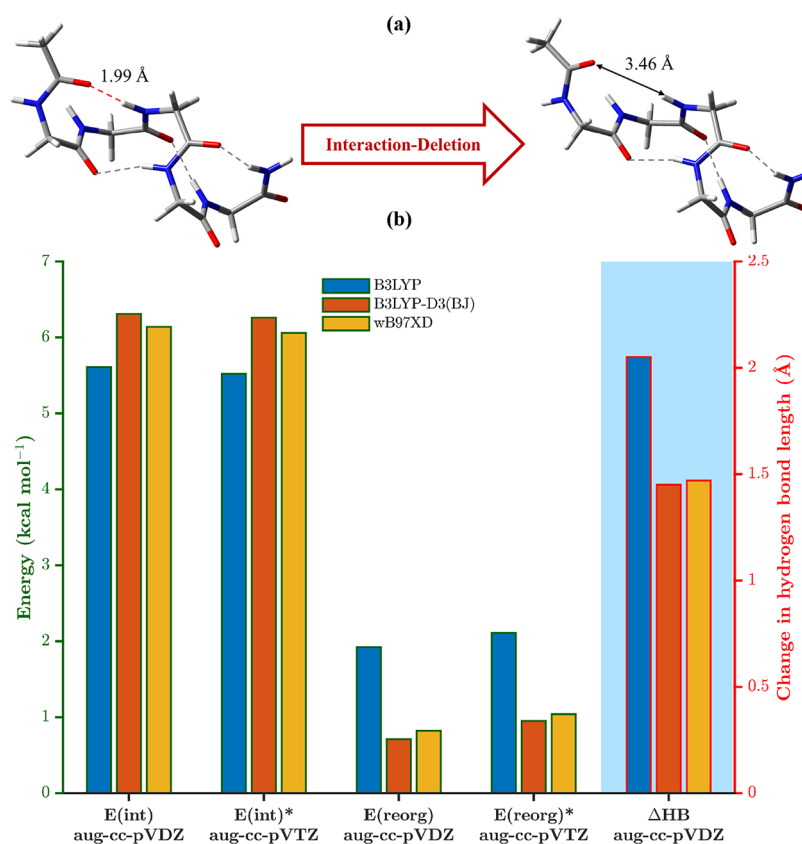 (a)
1.99 Å
3.46 Å
Interaction-Deletion
(b)
7
6
5
4
3
2
1
0
Energy (kcal mol⁻¹)
B3LYP
B3LYP-D3(BJ)
wB97XD
2.5
2
1.5
1
0.5
0
Change in hydrogen bond length (Å)
E(int)
aug-cc-pVDZ
E(int)*
aug-cc-pVTZ
E(reorg)
aug-cc-pVDZ
E(reorg)*
aug-cc-pVTZ
ΔHB
aug-cc-pVDZ